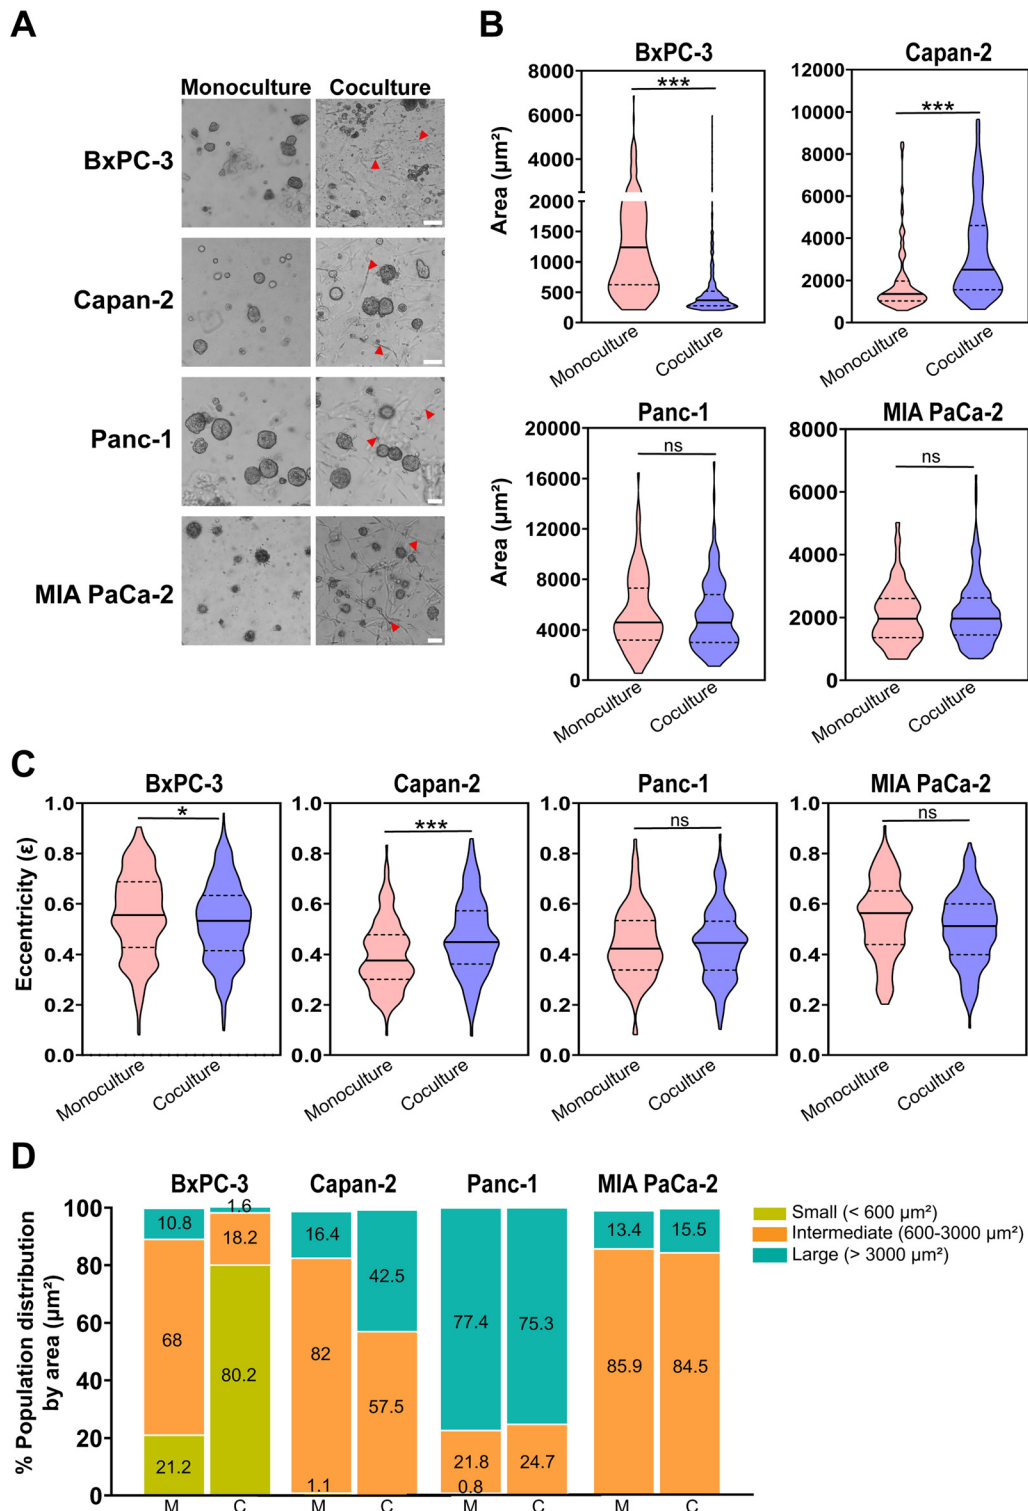 A
Monoculture Coculture
BxPC-3
Capan-2
Panc-1
MIA PaCa-2
B
BxPC-3
Capan-2
Area (µm²)
8000
6000
4000
2000
1500
1000
500
0
***
Monoculture
Coculture
12000
10000
8000
6000
4000
2000
0
***
Monoculture
Coculture
Panc-1
MIA PaCa-2
Area (µm²)
20000
16000
12000
8000
4000
0
ns
Monoculture
Coculture
8000
6000
4000
2000
0
ns
Monoculture
Coculture
C
BxPC-3
Capan-2
Panc-1
MIA PaCa-2
Eccentricity (ε)
1.0
0.8
0.6
0.4
0.2
0.0
*
Monoculture
Coculture
1.0
0.8
0.6
0.4
0.2
0.0
***
Monoculture
Coculture
1.0
0.8
0.6
0.4
0.2
0.0
ns
Monoculture
Coculture
1.0
0.8
0.6
0.4
0.2
0.0
ns
Monoculture
Coculture
D
BxPC-3
Capan-2
Panc-1
MIA PaCa-2
% Population distribution
by area (µm²)
100
80
60
40
20
0
10.8
68
21.2
1.6
18.2
80.2
16.4
82
1.1
42.5
57.5
77.4
21.8
0.8
75.3
24.7
13.4
85.9
15.5
84.5
M C M C M C M C
Small (< 600 µm²)
Intermediate (600-3000 µm²)
Large (> 3000 µm²)